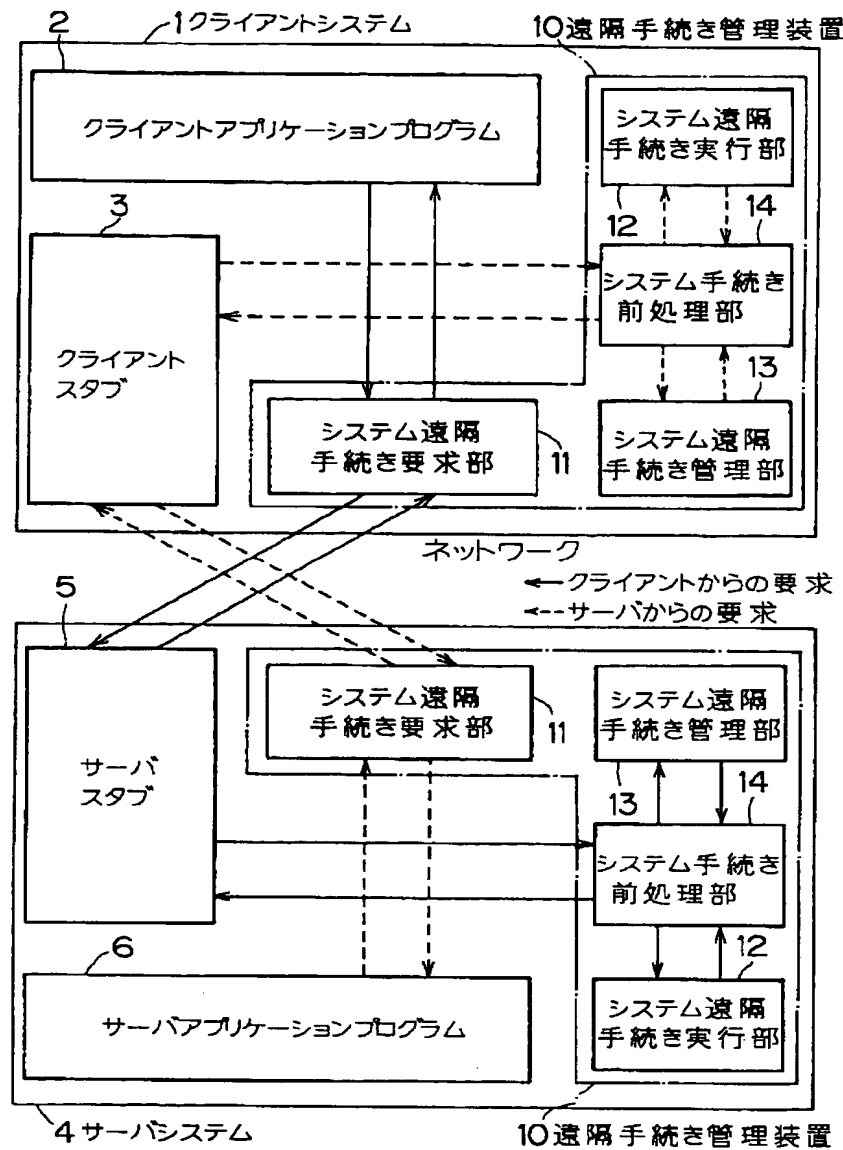 1クライアントシステム
10遠隔手続き管理装置
2
クライアントアプリケーションプログラム
システム遠隔
手続き実行部
12
14
3
システム手続き
前処理部
クライアント
スタブ
13
システム遠隔
手続き要求部
11
システム遠隔
手続き管理部
ネットワーク
クライアントからの要求
サーバからの要求
5
システム遠隔
手続き要求部
11
システム遠隔
手続き管理部
サーバ
スタブ
13
14
システム手続き
前処理部
6
12
サーバアプリケーションプログラム
システム遠隔
手続き実行部
4サーバシステム
10遠隔手続き管理装置